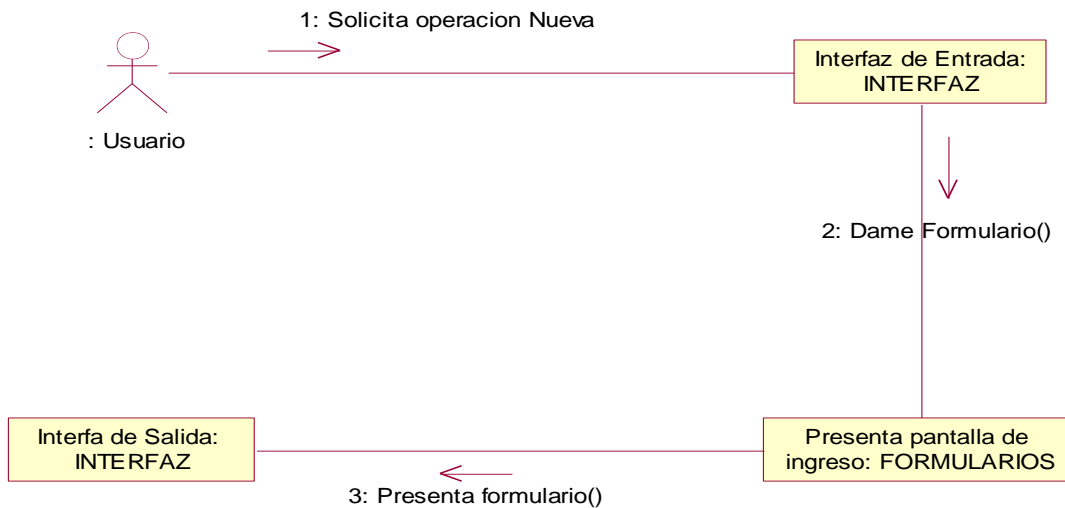 1: Solicita operacion Nueva
Interfaz de Entrada:
INTERFAZ
: Usuario
2: Dame Formulario()
Interfa de Salida:
INTERFAZ
Presenta pantalla de
ingreso: FORMULARIOS
3: Presenta formulario()